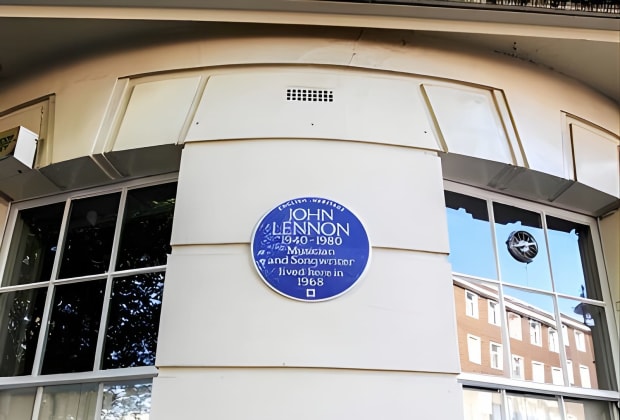 ENGLISH HERITAGE
JOHN
LENNON
1940-1980
Musician
and Songwriter
lived here in
1968